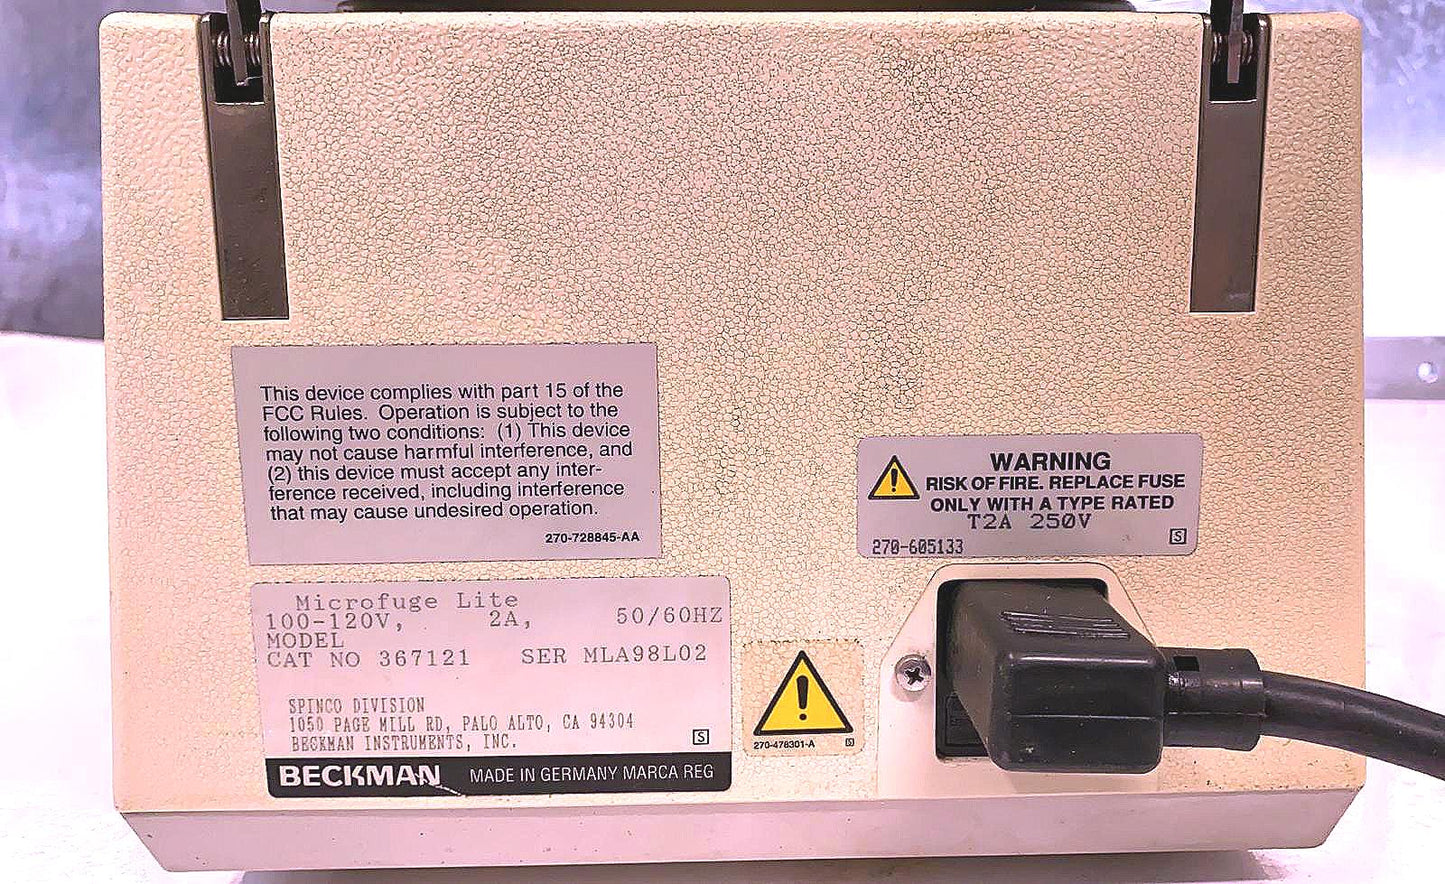 This device complies with part 15 of the
FCC Rules. Operation is subject to the
following two conditions: (1) This device
may not cause harmful interference, and
(2) this device must accept any inter-
ference received, including interference
that may cause undesired operation.
270-728845-AA
WARNING
RISK OF FIRE. REPLACE FUSE
ONLY WITH A TYPE RATED
T2A 250V
270-605133
S
Microfuge Lite
100-120V, 2A, 50/60HZ
MODEL
CAT NO 367121 SER MLA98L02
SPINCO DIVISION
1050 PAGE MILL RD, PALO ALTO, CA 94304
BECKMAN INSTRUMENTS, INC.
S
BECKMAN MADE IN GERMANY MARCA REG
270-478301-A
S